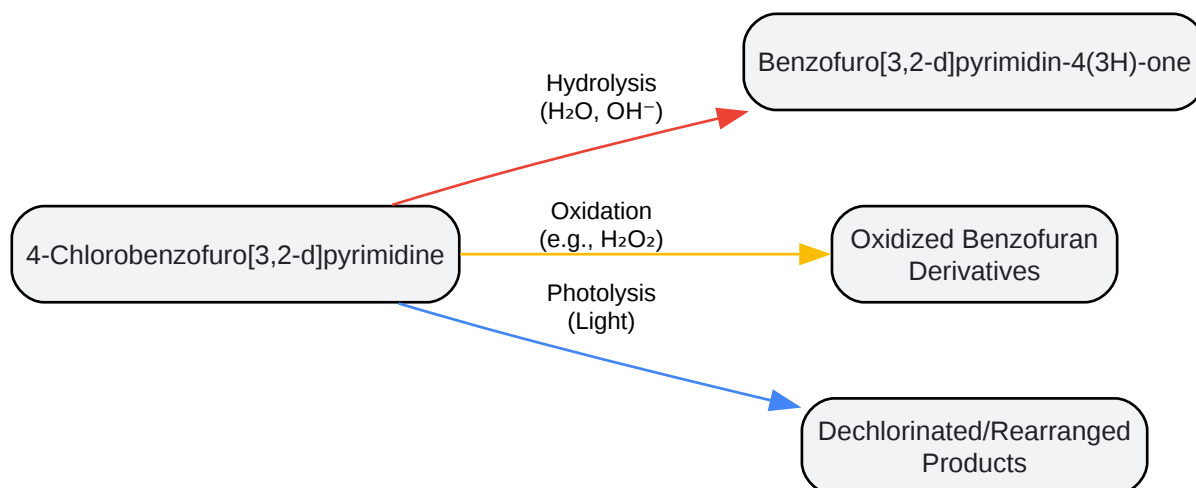 Benzofuro[3,2-d]pyrimidin-4(3H)-one
Hydrolysis
(H₂O, OH⁻)
4-Chlorobenzofuro[3,2-d]pyrimidine
Oxidation
(e.g., H₂O₂)
Oxidized Benzofuran
Derivatives
Photolysis
(Light)
Dechlorinated/Rearranged
Products